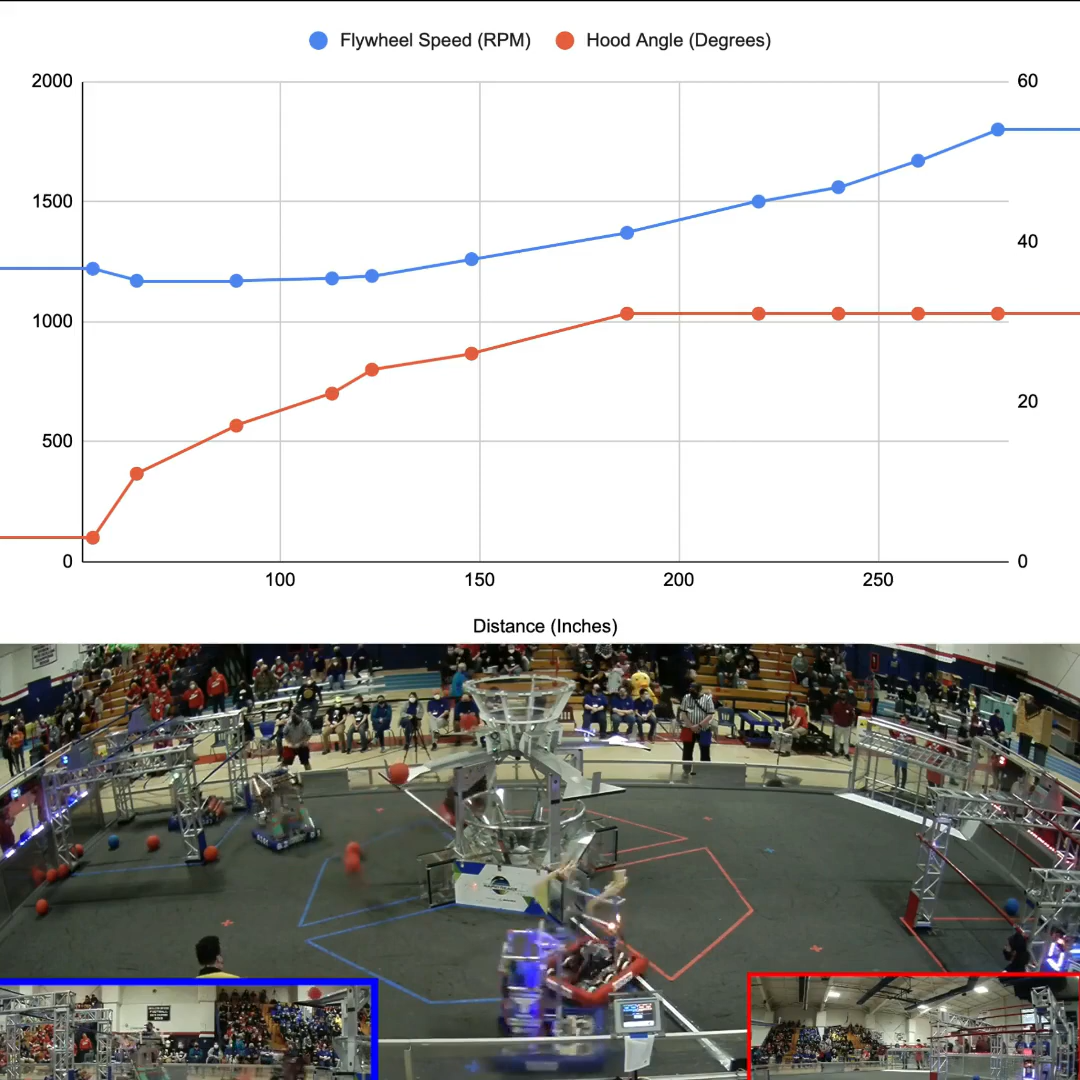 Flywheel Speed (RPM) Hood Angle (Degrees)
2000 60
1500
40
1000
20
500
0 0
100 150 200 250
Distance (Inches)